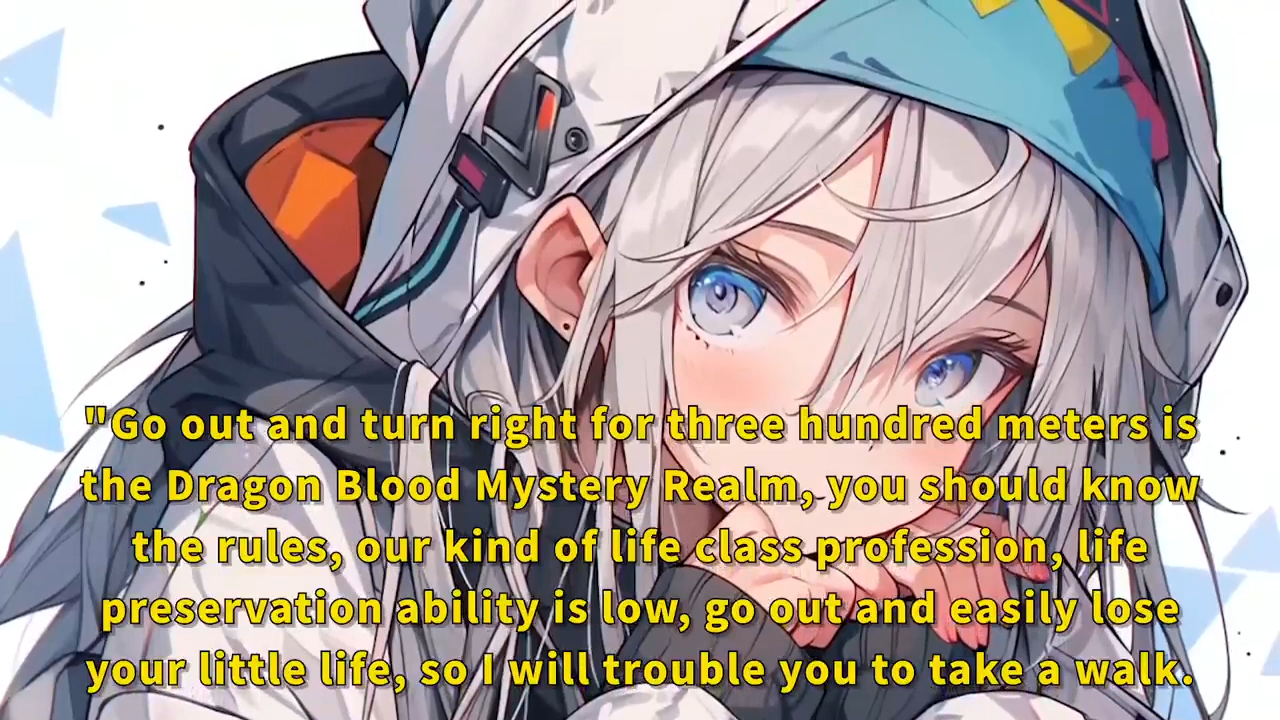 "Go out and turn right for three hundred meters is
the Dragon Blood Mystery Realm, you should know
the rules, our kind of life class profession, life
preservation ability is low, go out and easily lose
your little life, so I will trouble you to take a walk.